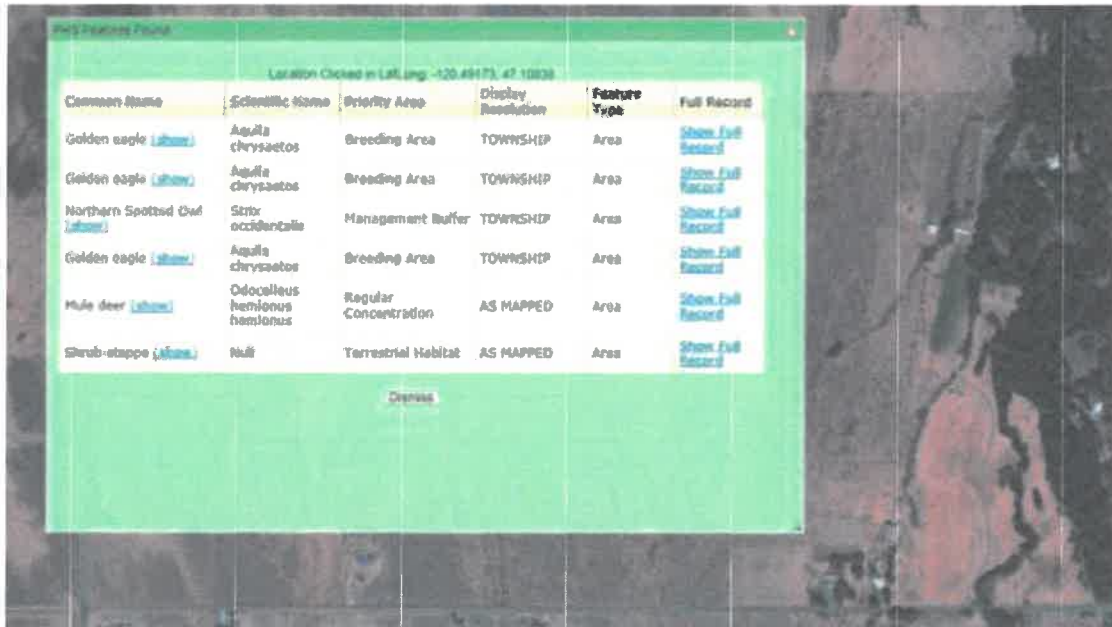 PHS Features Found
Location Clicked in Lat/Long: -120.49173, 47.10838
Common Name Scientific Name Priority Area Display Resolution Feature Type Full Record
Golden eagle (show) Aquila chrysaetos Breeding Area TOWNSHIP Area Show Full Record
Golden eagle (show) Aquila chrysaetos Breeding Area TOWNSHIP Area Show Full Record
Northern Spotted Owl (show) Strix occidentalis Management Buffer TOWNSHIP Area Show Full Record
Golden eagle (show) Aquila chrysaetos Breeding Area TOWNSHIP Area Show Full Record
Mule deer (show) Odocoileus hemionus hemionus Regular Concentration AS MAPPED Area Show Full Record
Shrub-steppe (show) Null Terrestrial Habitat AS MAPPED Area Show Full Record
Dismiss